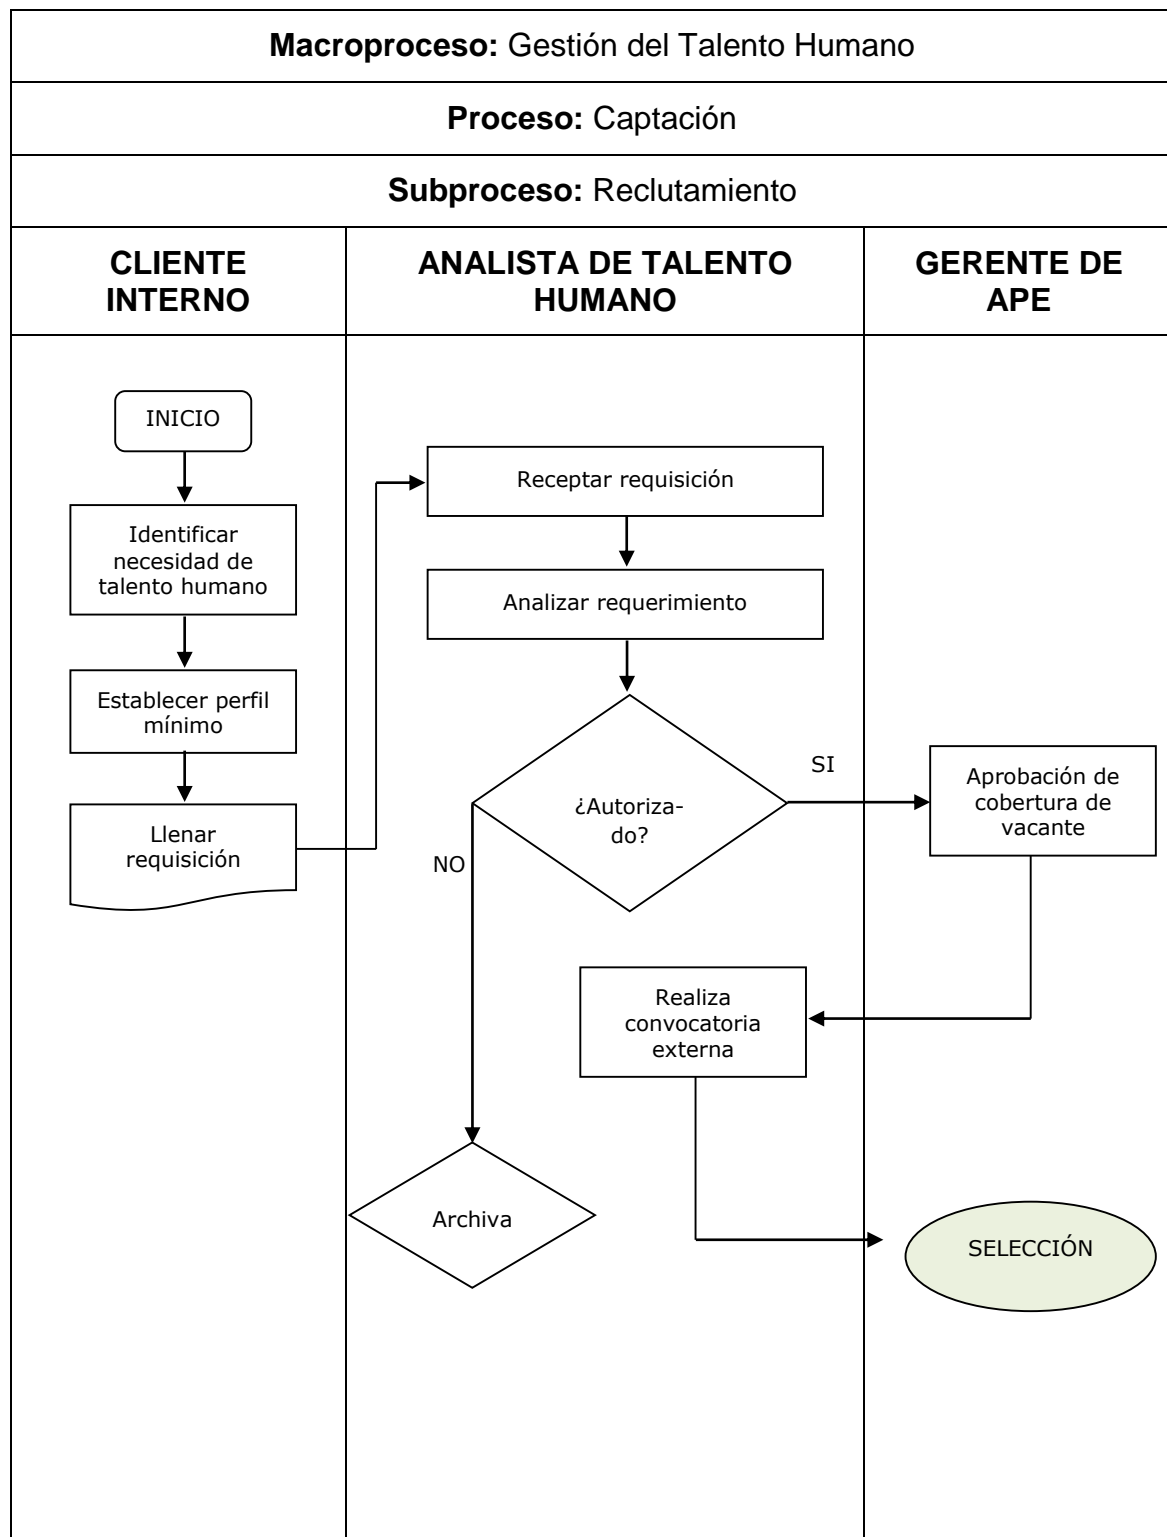 Macroproceso: Gestión del Talento Humano
Proceso: Captación
Subproceso: Reclutamiento
CLIENTE
INTERNO
ANALISTA DE TALENTO
HUMANO
GERENTE DE
APE
INICIO
Identificar
necesidad de
talento humano
Establecer perfil
mínimo
Llenar
requisición
Receptar requisición
Analizar requerimiento
¿Autoriza-
do?
SI
NO
Aprobación de
cobertura de
vacante
Realiza
convocatoria
externa
Archiva
SELECCIÓN